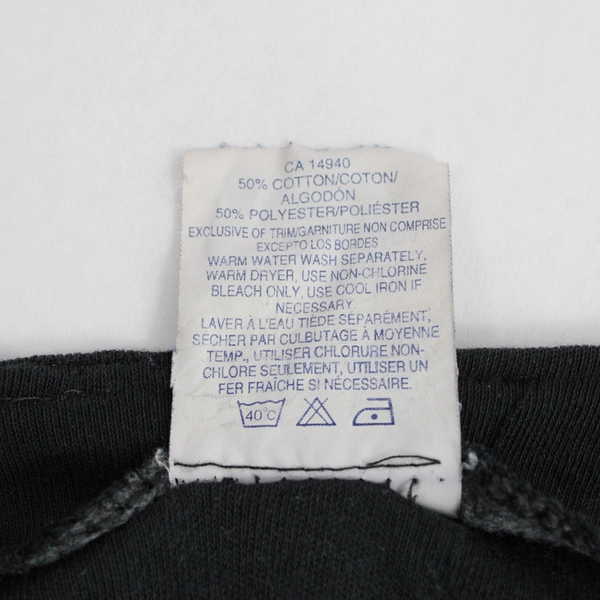 CA 14940
50% COTTON/COTON/
ALGODÓN
50% POLYESTER/POLIÉSTER
EXCLUSIVE OF TRIM/GARNITURE NON COMPRISE
EXCEPTO LOS BORDES
WARM WATER WASH SEPARATELY,
WARM DRYER, USE NON-CHLORINE
BLEACH ONLY, USE COOL IRON IF
NECESSARY.
LAVER À L'EAU TIÈDE SÉPARÉMENT,
SÉCHER PAR CULBUTAGE À MOYENNE
TEMP., UTILISER CHLORURE NON-
CHLORE SEULEMENT, UTILISER UN
FER FRAÎCHE SI NÉCESSAIRE.
40°C